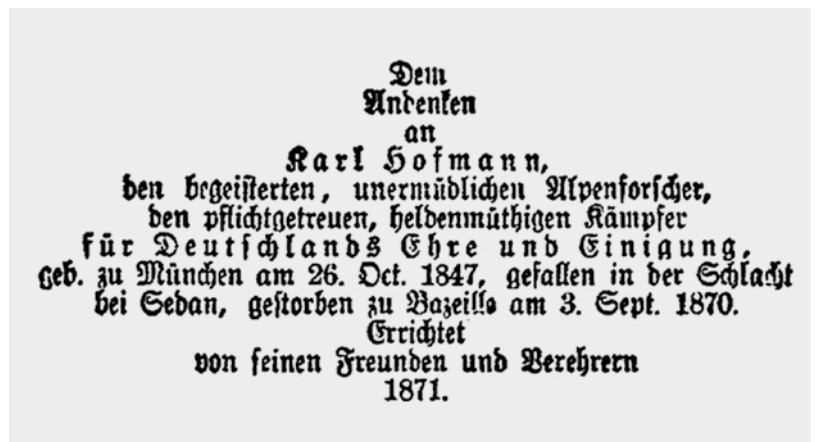 Dem
Andenken
an
Karl Hofmann,
den begeisterten, unermüdlichen Alpenforscher,
den pflichtgetreuen, heldenmüthigen Kämpfer
für Deutschlands Ehre und Einigung,
geb. zu München am 26. Oct. 1847, gefallen in der Schlacht
bei Sedan, gestorben zu Bazeille am 3. Sept. 1870.
Errichtet
von seinen Freunden und Verehrern
1871.